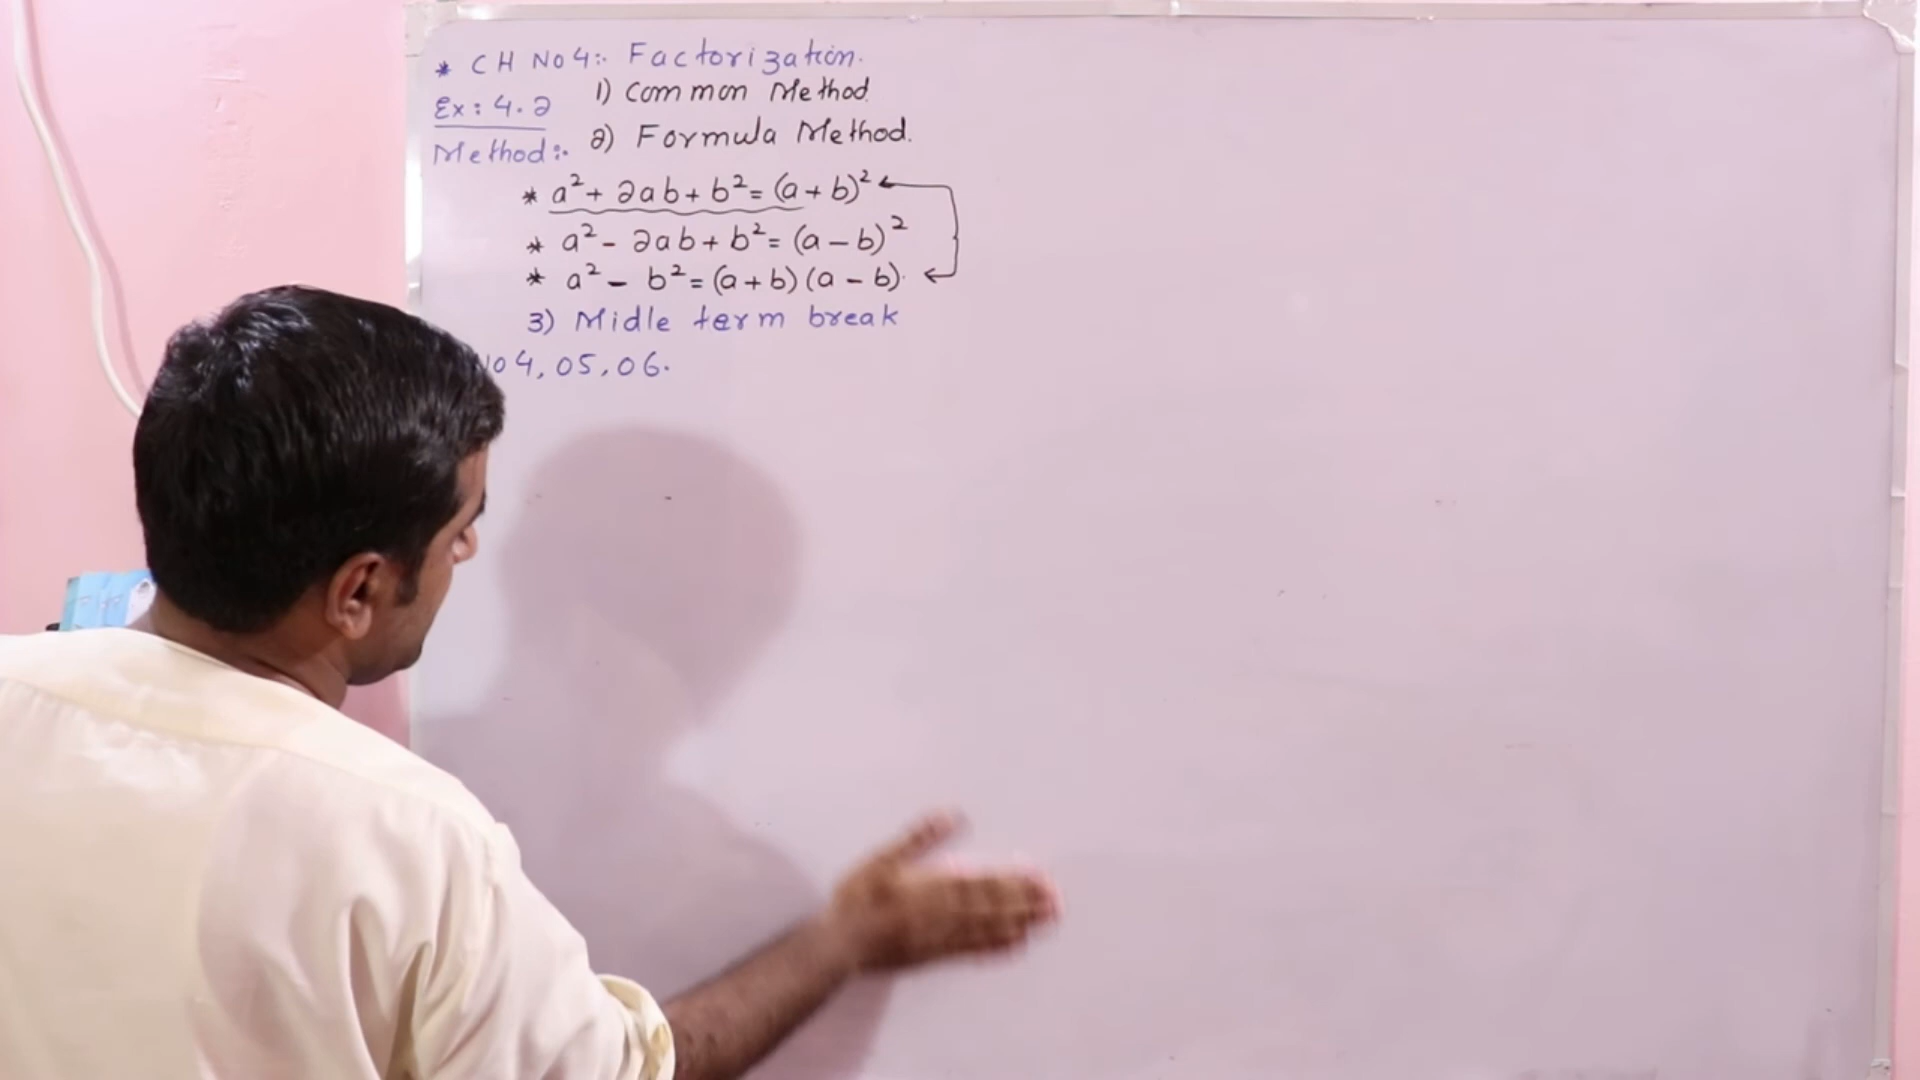 * CH No4:. Factorization.
Ex: 4.2 1) Common Method
Method:. 2) Formula Method.
* a² + 2ab + b² = (a + b)²
* a² - 2ab + b² = (a - b)²
* a² - b² = (a + b) (a - b).
3) Midle term break
No 4, 05, 06.